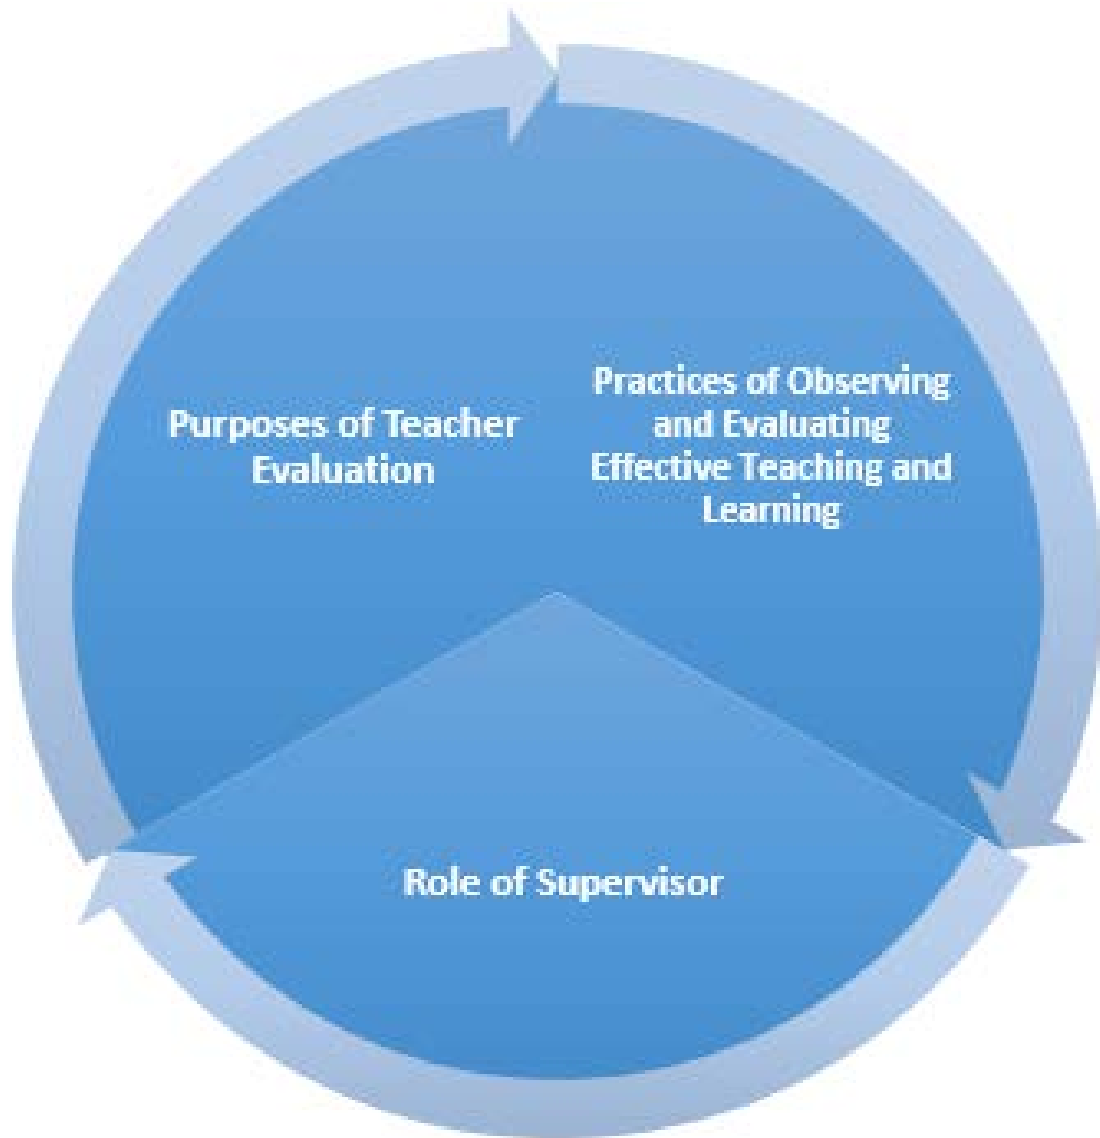 Purposes of Teacher
Evaluation
Practices of Observing
and Evaluating
Effective Teaching and
Learning
Role of Supervisor